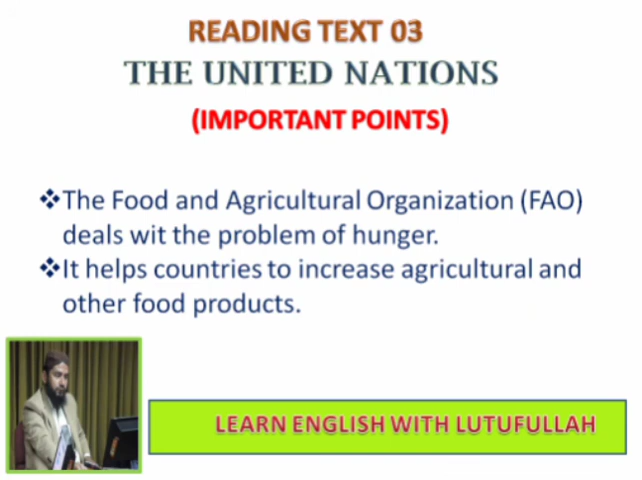 READING TEXT 03
THE UNITED NATIONS
(IMPORTANT POINTS)
❖The Food and Agricultural Organization (FAO)
deals wit the problem of hunger.
❖It helps countries to increase agricultural and
other food products.
LEARN ENGLISH WITH LUTUFULLAH